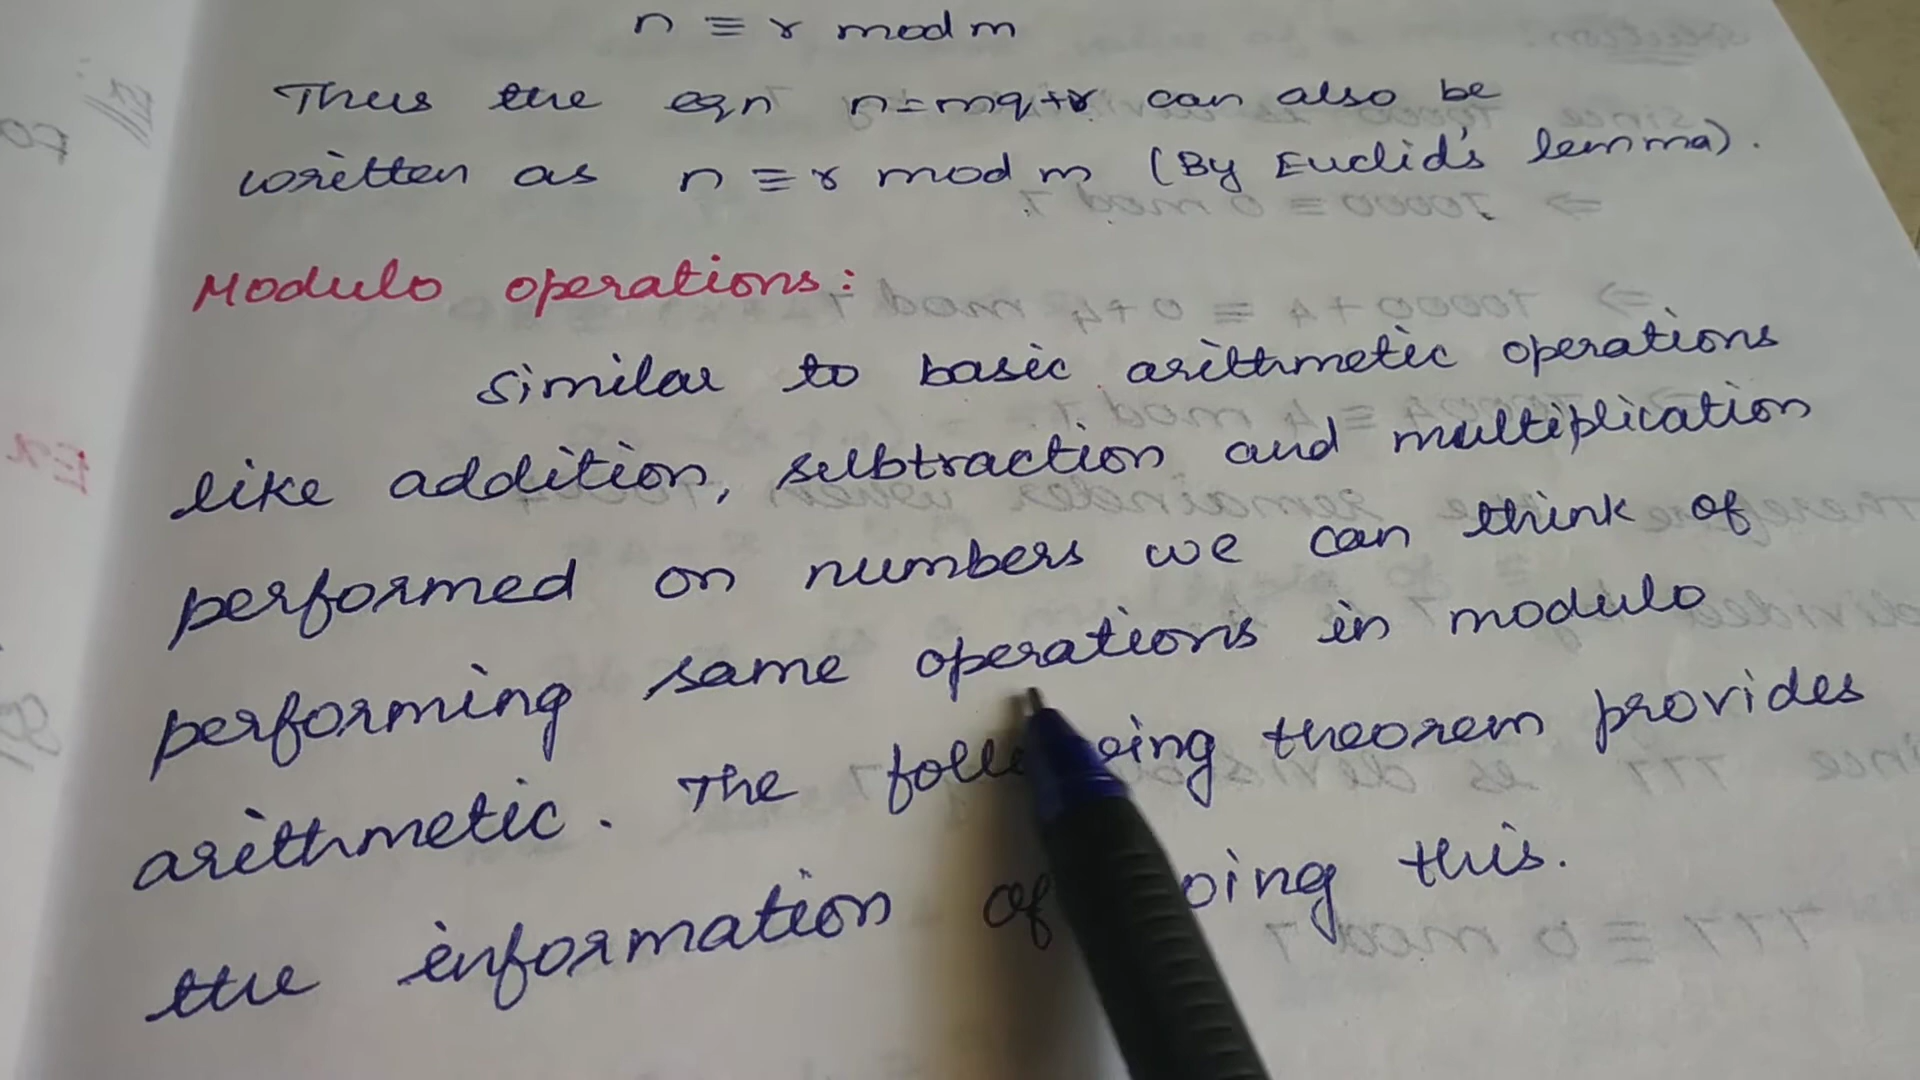 n ≡ r mod m
Thus the eqn n=mq+r can also be
written as n ≡ r mod m (By Euclid's lemma).
Modulo operations:
Similar to basic arithmetic operations
like addition, subtraction and multiplication
performed on numbers we can think of
performing same operations in modulo
arithmetic. The following theorem provides
the information of oing this.